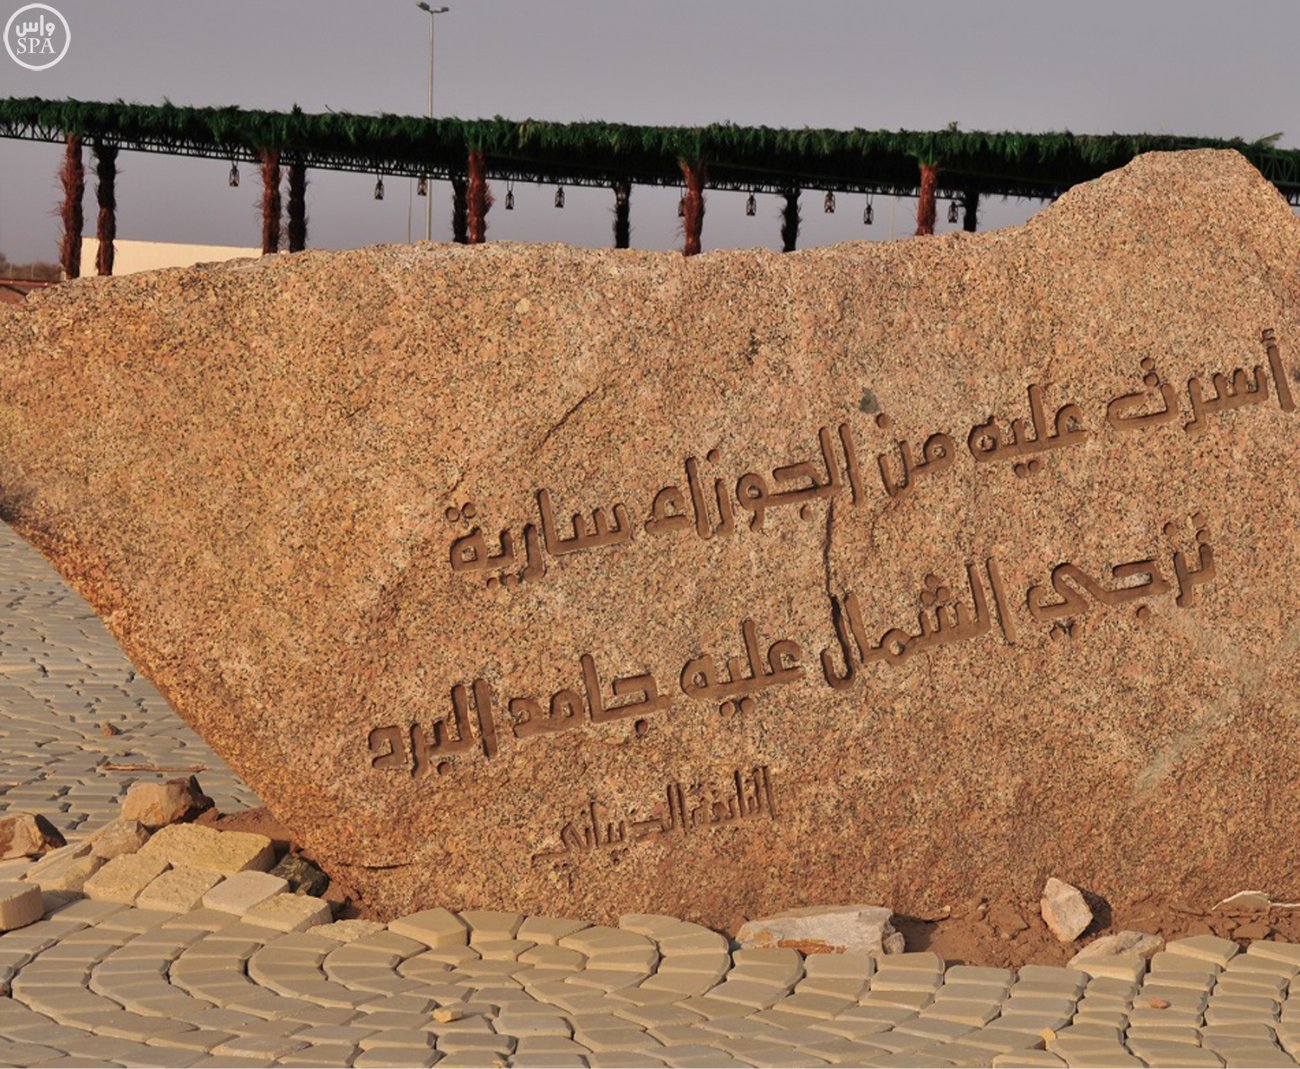 واس
SPA
أسرت عليه من الجوزاء سارية
تزجي الشمال عليه جامد البرد
النابغة الذبياني